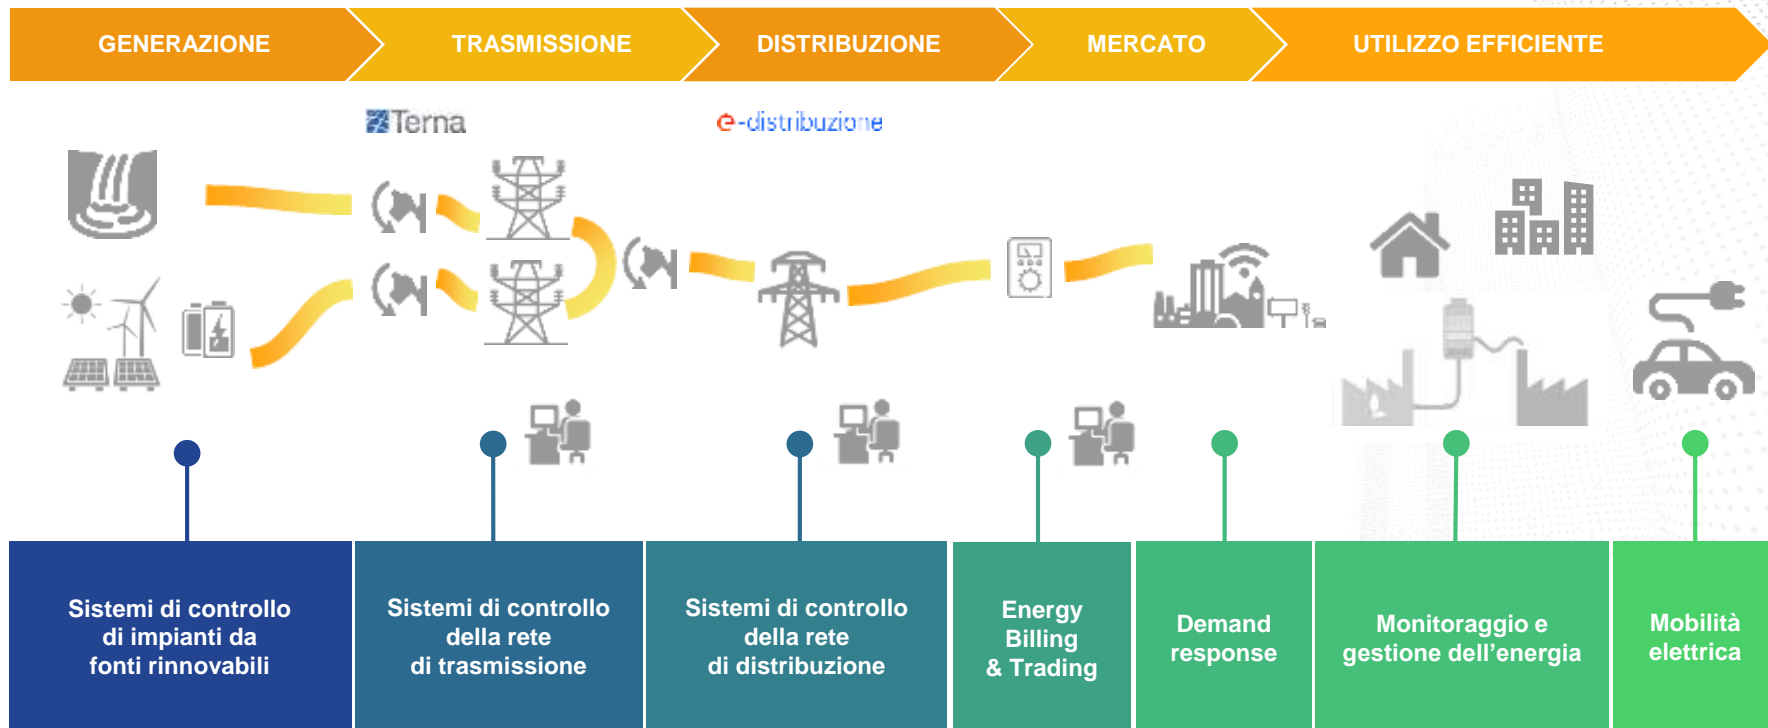 GENERAZIONE
TRASMISSIONE
DISTRIBUZIONE
MERCATO
UTILIZZO EFFICIENTE
Terna
e-distribuzione
Sistemi di controllo
di impianti da
fonti rinnovabili
Sistemi di controllo
della rete
di trasmissione
Sistemi di controllo
della rete
di distribuzione
Energy
Billing
& Trading
Demand
response
Monitoraggio e
gestione dell’energia
Mobilità
elettrica